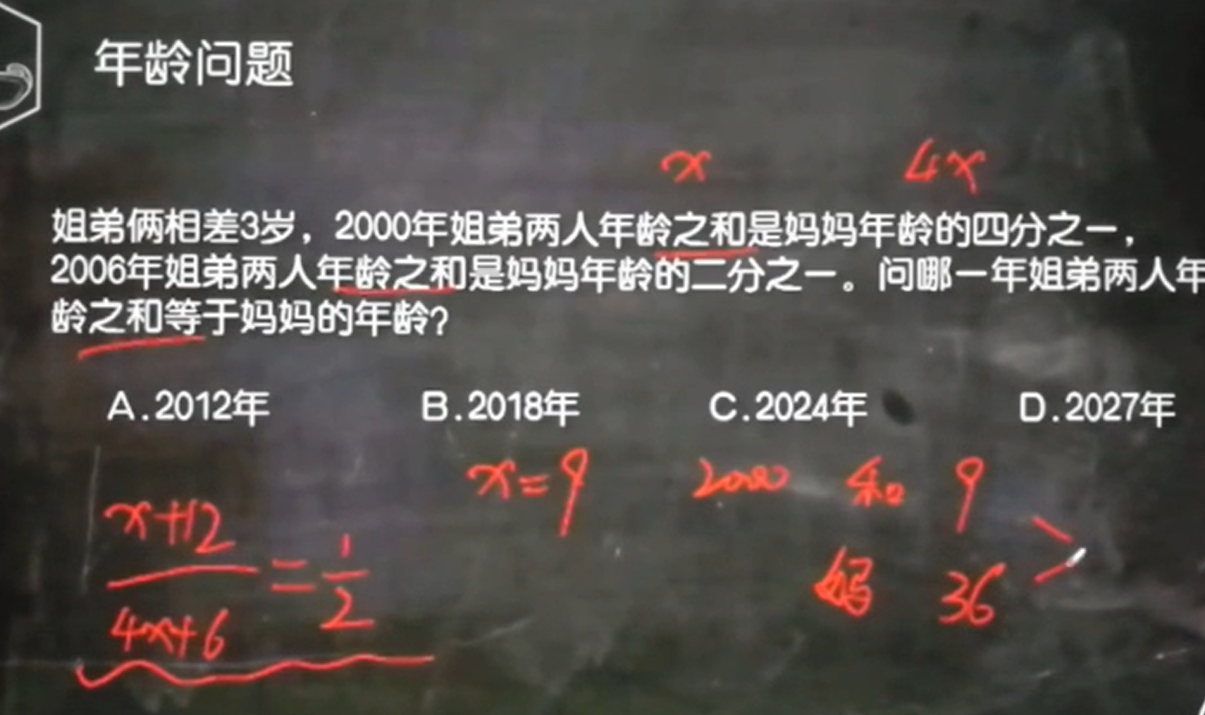 年龄问题
x 4x
姐弟俩相差3岁，2000年姐弟两人年龄之和是妈妈年龄的四分之一，
2006年姐弟两人年龄之和是妈妈年龄的二分之一。问哪一年姐弟两人年
龄之和等于妈妈的年龄？
A.2012年 B.2018年 C.2024年 D.2027年
x=9 2000 和 9
x+12
4x+6
=
1
2
妈 36